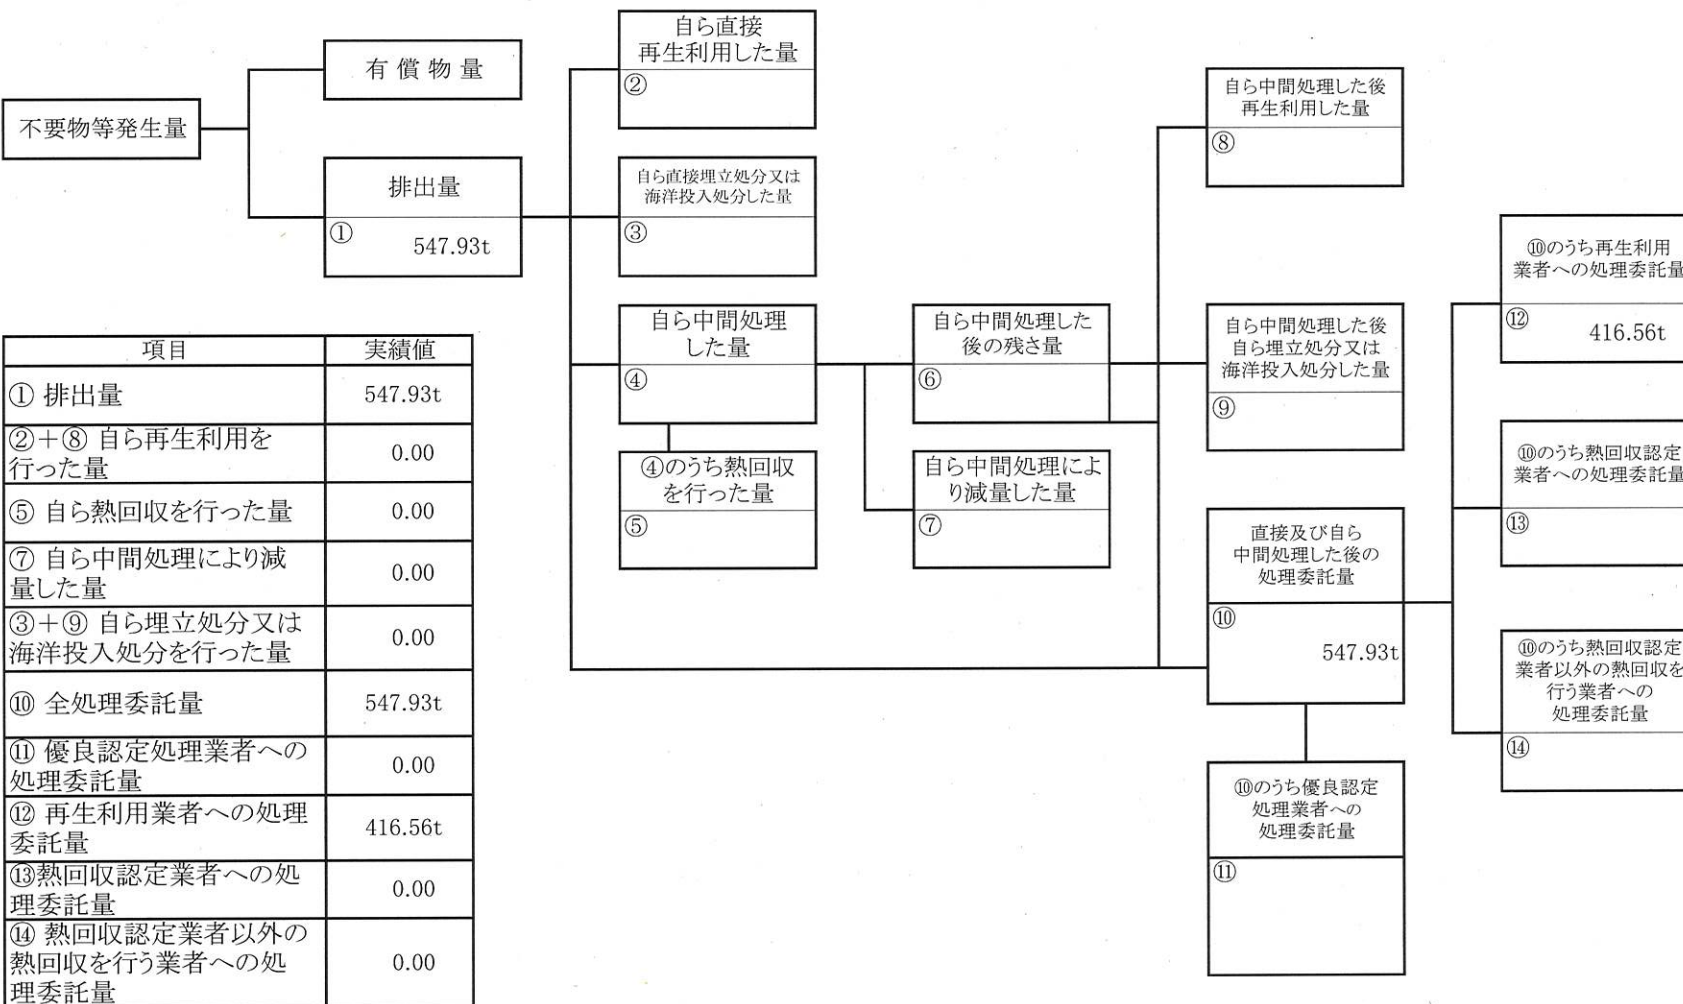 不要物等発生量
有償物量
排出量
①
547.93t
自ら直接
再生利用した量
②
自ら直接埋立処分又は
海洋投入処分した量
③
自ら中間処理
した量
④
④のうち熱回収
を行った量
⑤
自ら中間処理した
後の残さ量
⑥
自ら中間処理によ
り減量した量
⑦
自ら中間処理した後
再生利用した量
⑧
自ら中間処理した後
自ら埋立処分又は
海洋投入処分した量
⑨
直接及び自ら
中間処理した後の
処理委託量
⑩
547.93t
⑩のうち優良認定
処理業者への
処理委託量
⑪
⑩のうち再生利用
業者への処理委託量
⑫
416.56t
⑩のうち熱回収認定
業者への処理委託量
⑬
⑩のうち熱回収認定
業者以外の熱回収を
行う業者への
処理委託量
⑭
項目 実績値
① 排出量 547.93t
②+⑧ 自ら再生利用を
行った量 0.00
⑤ 自ら熱回収を行った量 0.00
⑦ 自ら中間処理により減
量した量 0.00
③+⑨ 自ら埋立処分又は
海洋投入処分を行った量 0.00
⑩ 全処理委託量 547.93t
⑪ 優良認定処理業者への
処理委託量 0.00
⑫ 再生利用業者への処理
委託量 416.56t
⑬熱回収認定業者への処
理委託量 0.00
⑭ 熱回収認定業者以外の
熱回収を行う業者への処
理委託量 0.00